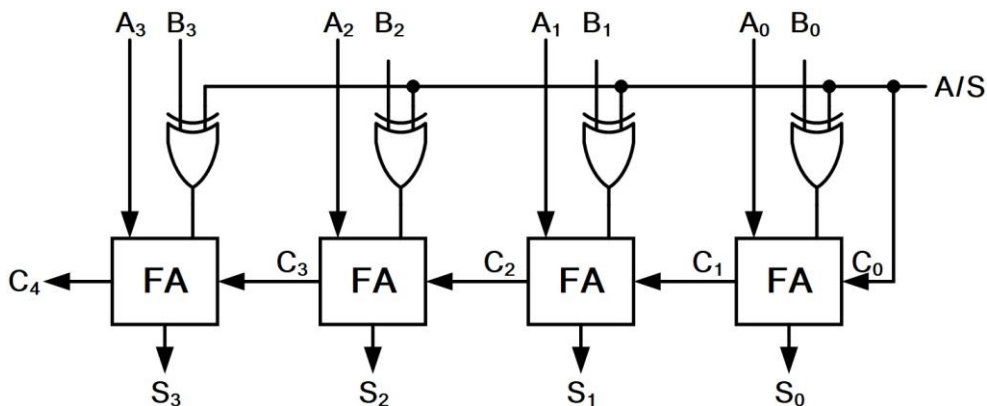 A₃ B₃ A₂ B₂ A₁ B₁ A₀ B₀
A/S
C₄ FA C₃ FA C₂ FA C₁ FA C₀
S₃ S₂ S₁ S₀